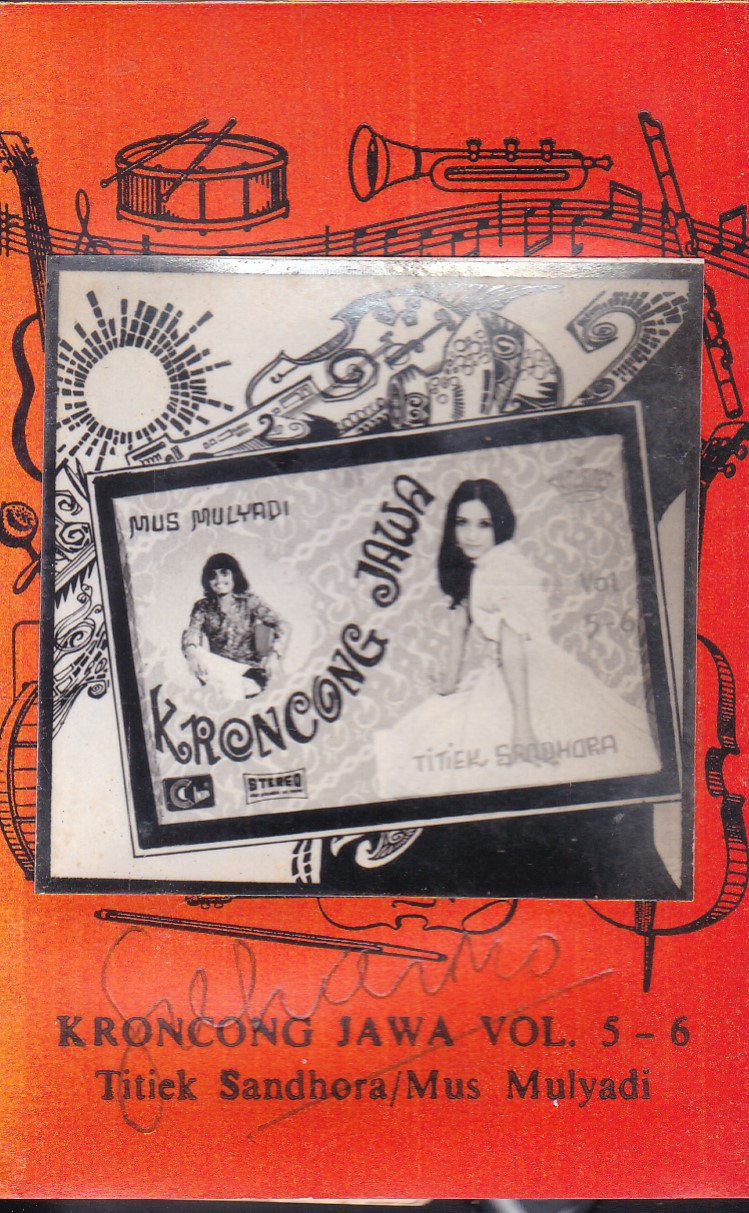 MUS MULYADI
KRONCONG JAWA
Vol
5-6
TITIEK SANDHORA
STEREO
Soeharno
KRONCONG JAWA VOL. 5 – 6
Titiek Sandhora/Mus Mulyadi